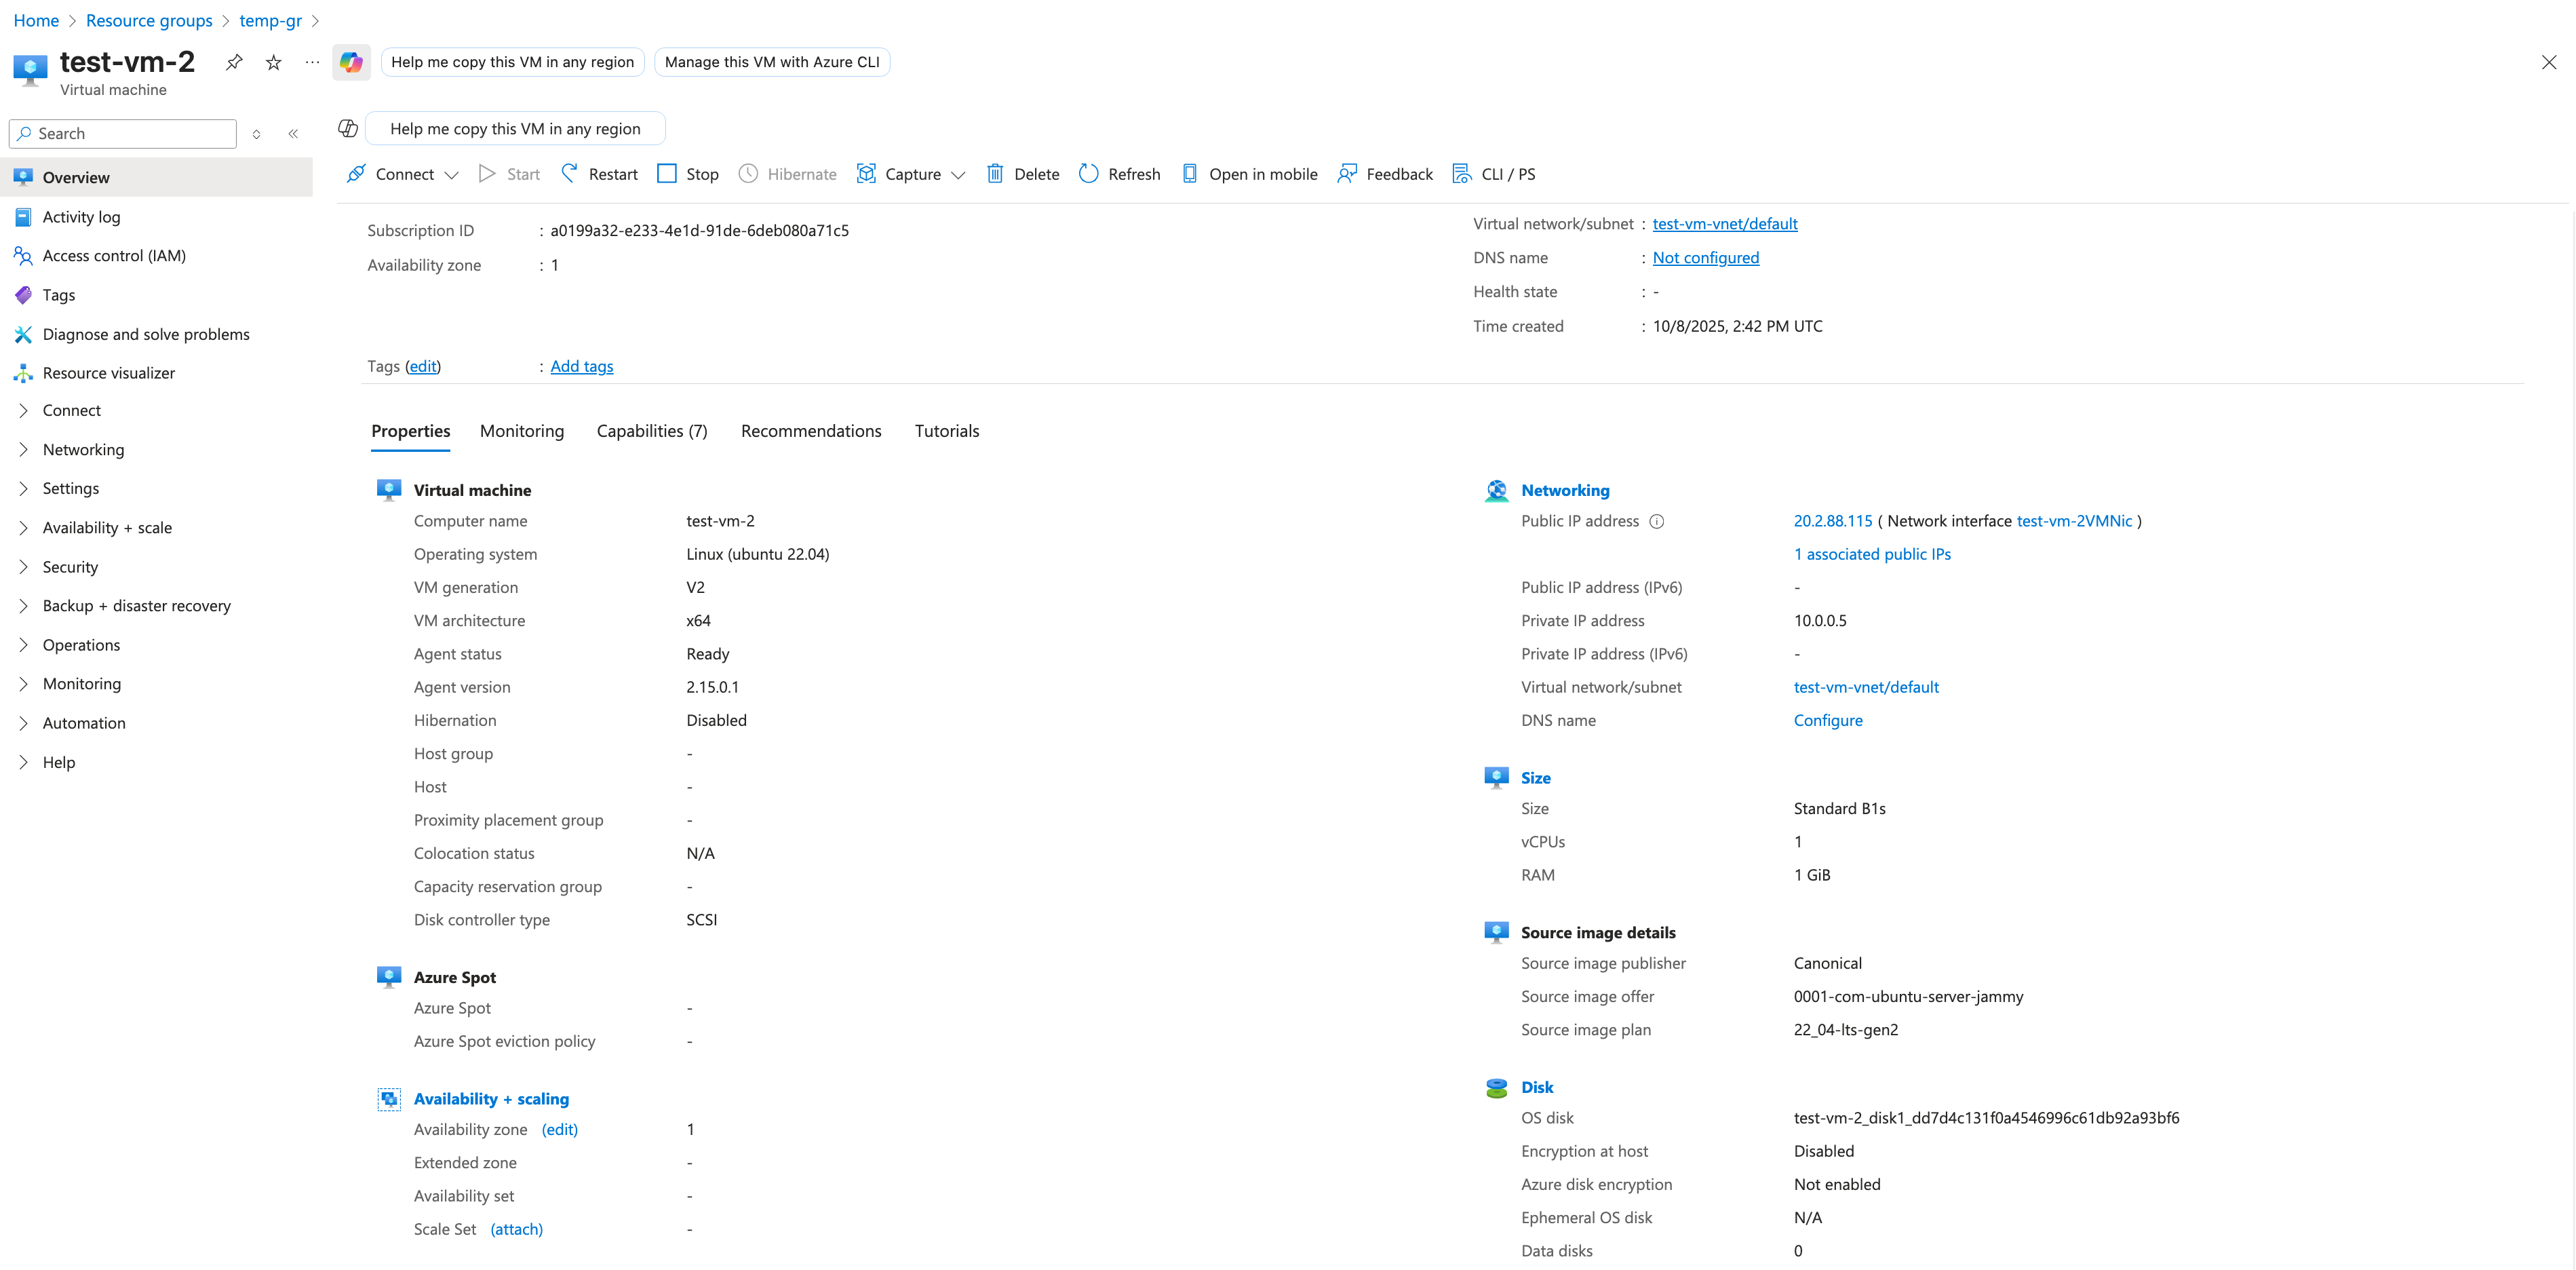 Home > Resource groups > temp-gr >
test-vm-2
Virtual machine
Help me copy this VM in any region
Manage this VM with Azure CLI
Search
Overview
Activity log
Access control (IAM)
Tags
Diagnose and solve problems
Resource visualizer
Connect
Networking
Settings
Availability + scale
Security
Backup + disaster recovery
Operations
Monitoring
Automation
Help
Help me copy this VM in any region
Connect Start Restart Stop Hibernate Capture Delete Refresh Open in mobile Feedback CLI / PS
Subscription ID : a0199a32-e233-4e1d-91de-6deb080a71c5
Availability zone : 1
Virtual network/subnet : test-vm-vnet/default
DNS name : Not configured
Health state : -
Time created : 10/8/2025, 2:42 PM UTC
Tags (edit) : Add tags
Properties Monitoring Capabilities (7) Recommendations Tutorials
Virtual machine
Computer name test-vm-2
Operating system Linux (ubuntu 22.04)
VM generation V2
VM architecture x64
Agent status Ready
Agent version 2.15.0.1
Hibernation Disabled
Host group -
Host -
Proximity placement group -
Colocation status N/A
Capacity reservation group -
Disk controller type SCSI
Azure Spot
Azure Spot -
Azure Spot eviction policy -
Availability + scaling
Availability zone (edit) 1
Extended zone -
Availability set -
Scale Set (attach) -
Networking
Public IP address 20.2.88.115 ( Network interface test-vm-2VMNic )
1 associated public IPs
Public IP address (IPv6) -
Private IP address 10.0.0.5
Private IP address (IPv6) -
Virtual network/subnet test-vm-vnet/default
DNS name Configure
Size
Size Standard B1s
vCPUs 1
RAM 1 GiB
Source image details
Source image publisher Canonical
Source image offer 0001-com-ubuntu-server-jammy
Source image plan 22_04-lts-gen2
Disk
OS disk test-vm-2_disk1_dd7d4c131f0a4546996c61db92a93bf6
Encryption at host Disabled
Azure disk encryption Not enabled
Ephemeral OS disk N/A
Data disks 0